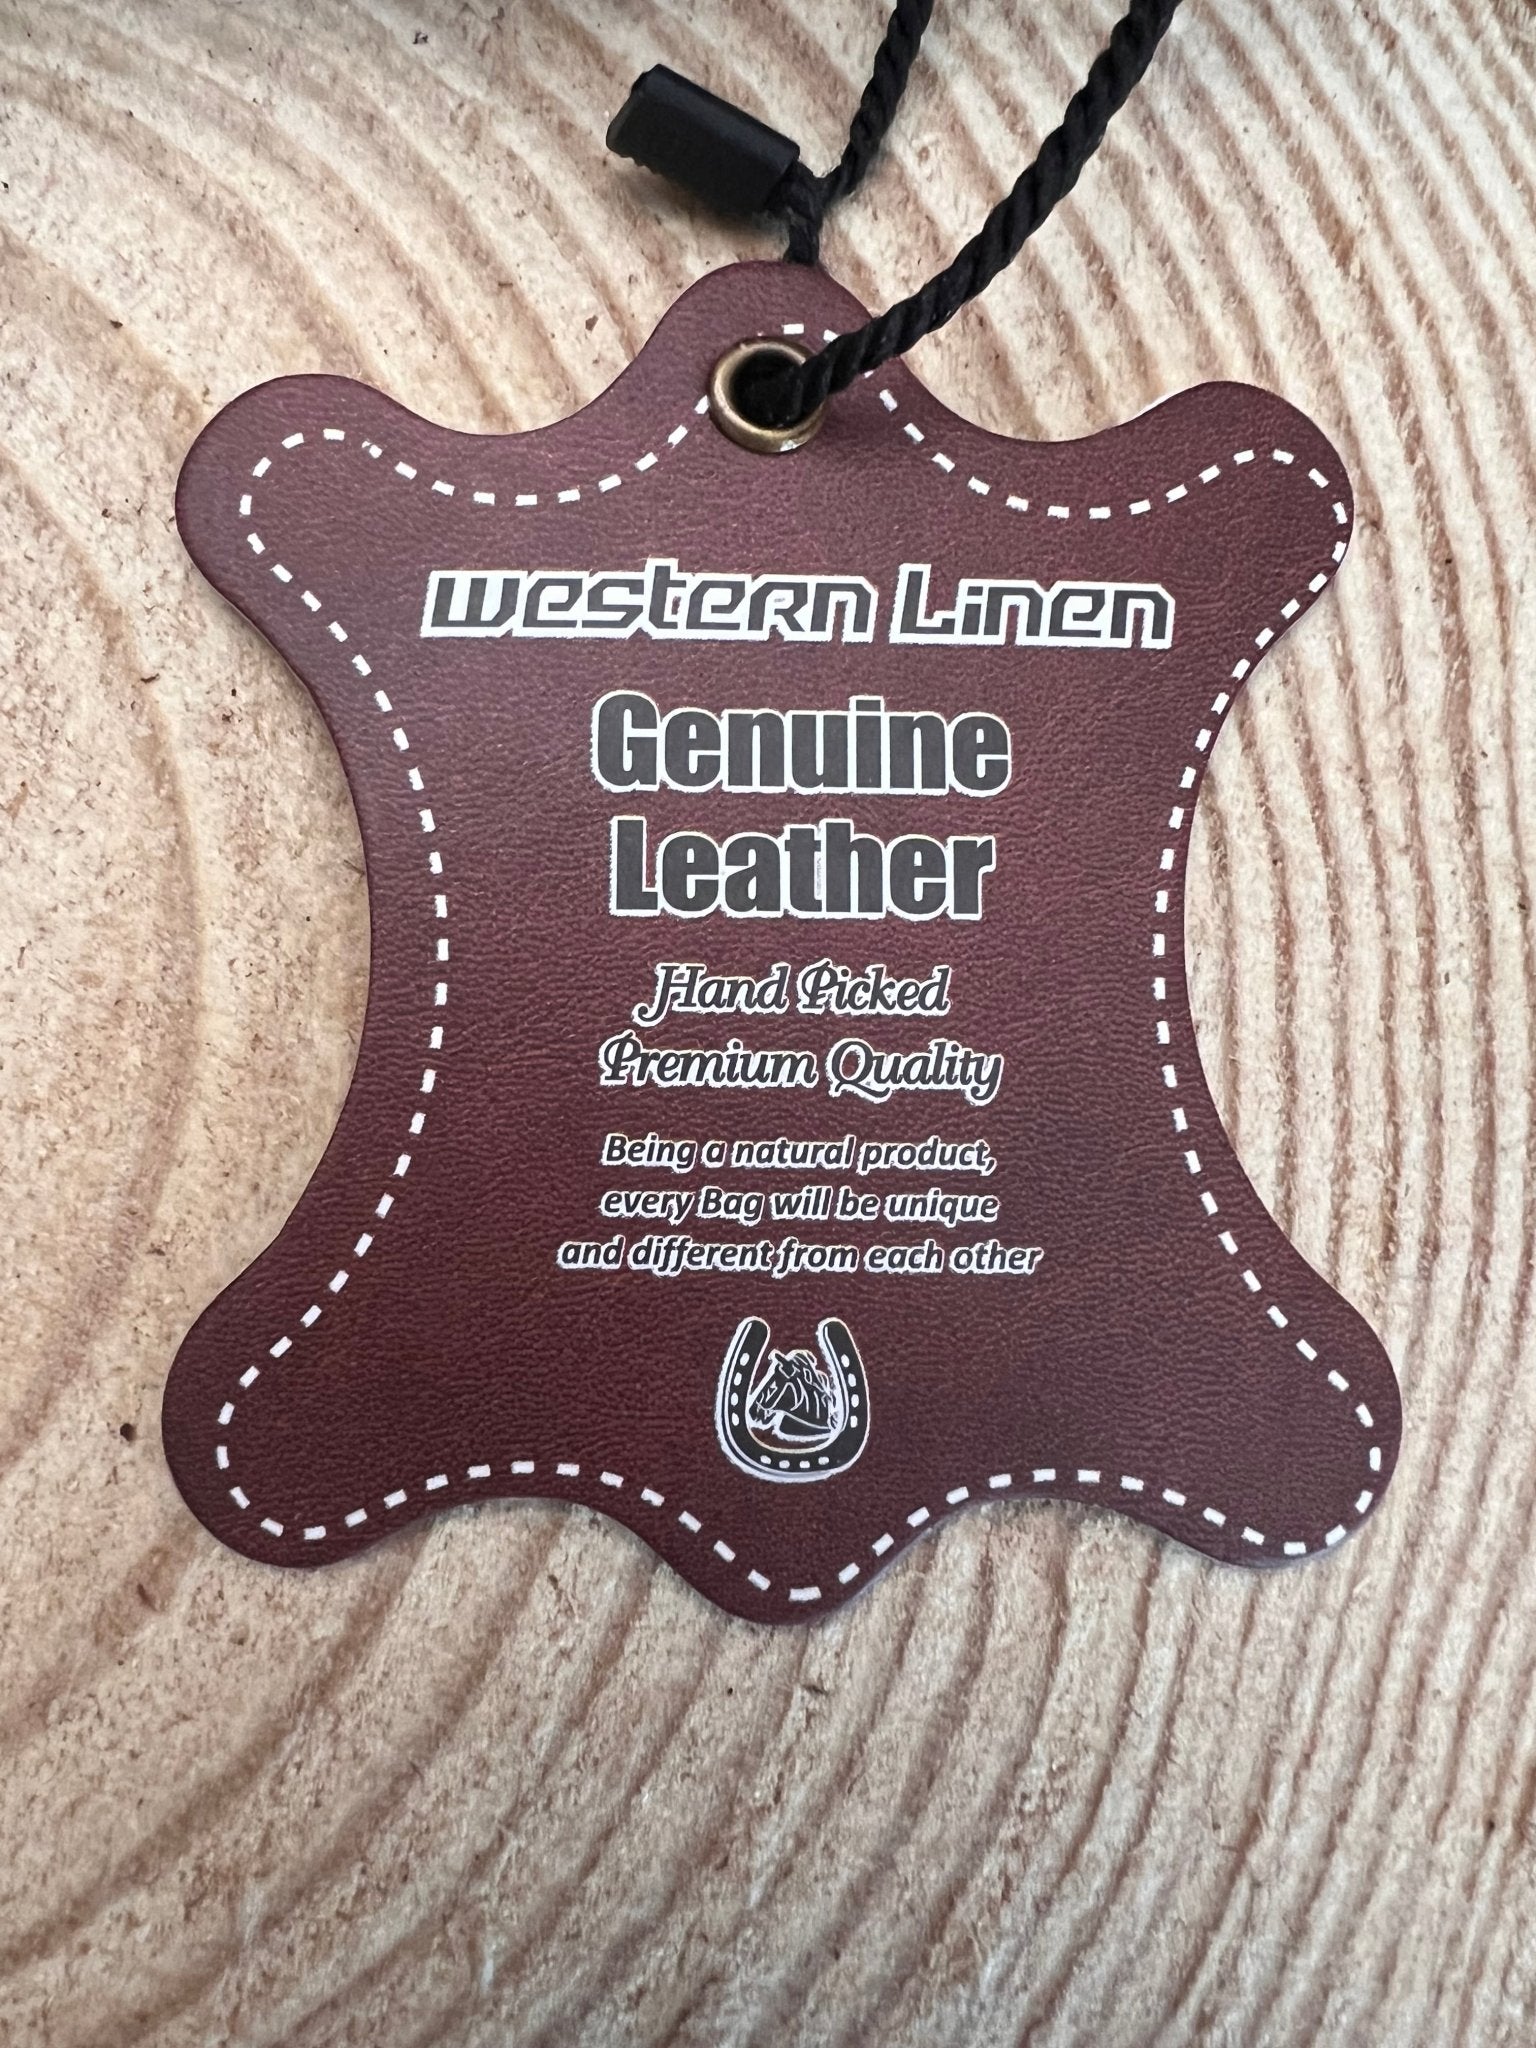 Western Linen
Genuine
Leather
Hand Picked
Premium Quality
Being a natural product,
every Bag will be unique
and different from each other